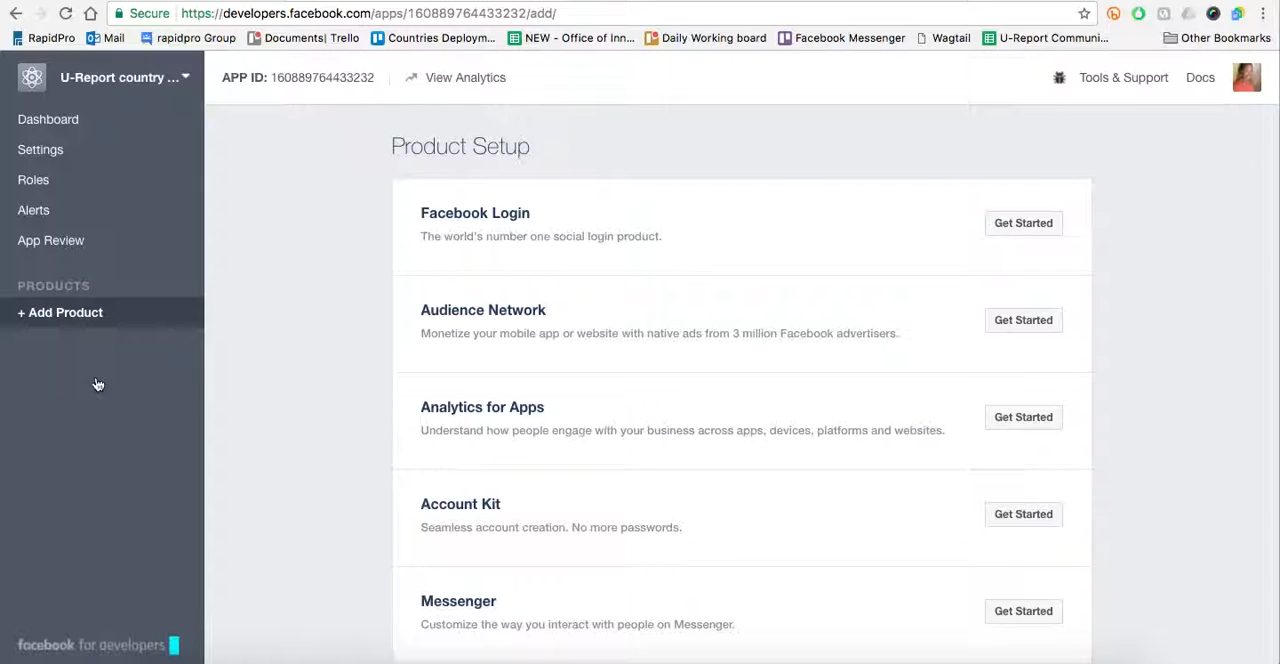 Secure https://developers.facebook.com/apps/160889764433232/add/
RapidPro Mail rapidpro Group Documents| Trello Countries Deploym... NEW - Office of Inn... Daily Working board Facebook Messenger Wagtail U-Report Communi... Other Bookmarks
U-Report country ... APP ID: 160889764433232 View Analytics Tools & Support Docs
Dashboard
Settings
Roles
Alerts
App Review
PRODUCTS
+ Add Product
facebook for developers
Product Setup
Facebook Login
The world's number one social login product.
Get Started
Audience Network
Monetize your mobile app or website with native ads from 3 million Facebook advertisers.
Get Started
Analytics for Apps
Understand how people engage with your business across apps, devices, platforms and websites.
Get Started
Account Kit
Seamless account creation. No more passwords.
Get Started
Messenger
Customize the way you interact with people on Messenger.
Get Started